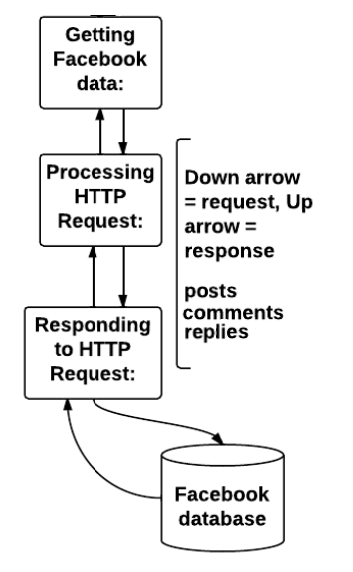 Getting
Facebook
data:
Processing
HTTP
Request:
Down arrow
= request, Up
arrow =
response
posts
comments
replies
Responding
to HTTP
Request:
Facebook
database